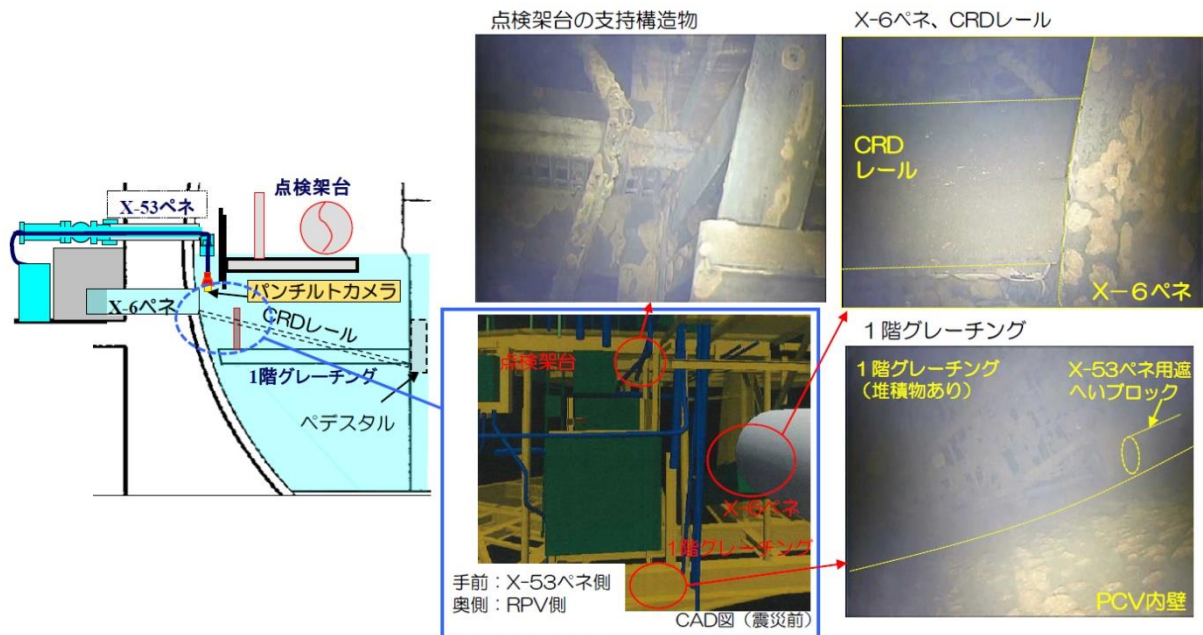 点検架台の支持構造物
X-6ペネ、CRDレール
CRD
レール
X-6ペネ
X-53ペネ
点検架台
パンチルトカメラ
X-6ペネ
CRDレール
1階グレーチング
ペデスタル
点検架台
X-6ペネ
1階グレーチング
手前：X-53ペネ側
奥側：RPV側
CAD図（震災前）
1階グレーチング
1階グレーチング
（堆積物あり）
X-53ペネ用遮
へいブロック
PCV内壁